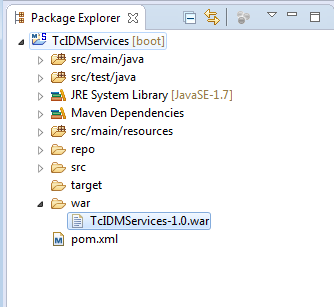 Package Explorer
TcIDMServices [boot]
src/main/java
src/test/java
JRE System Library [JavaSE-1.7]
Maven Dependencies
src/main/resources
repo
src
target
war
TcIDMServices-1.0.war
pom.xml